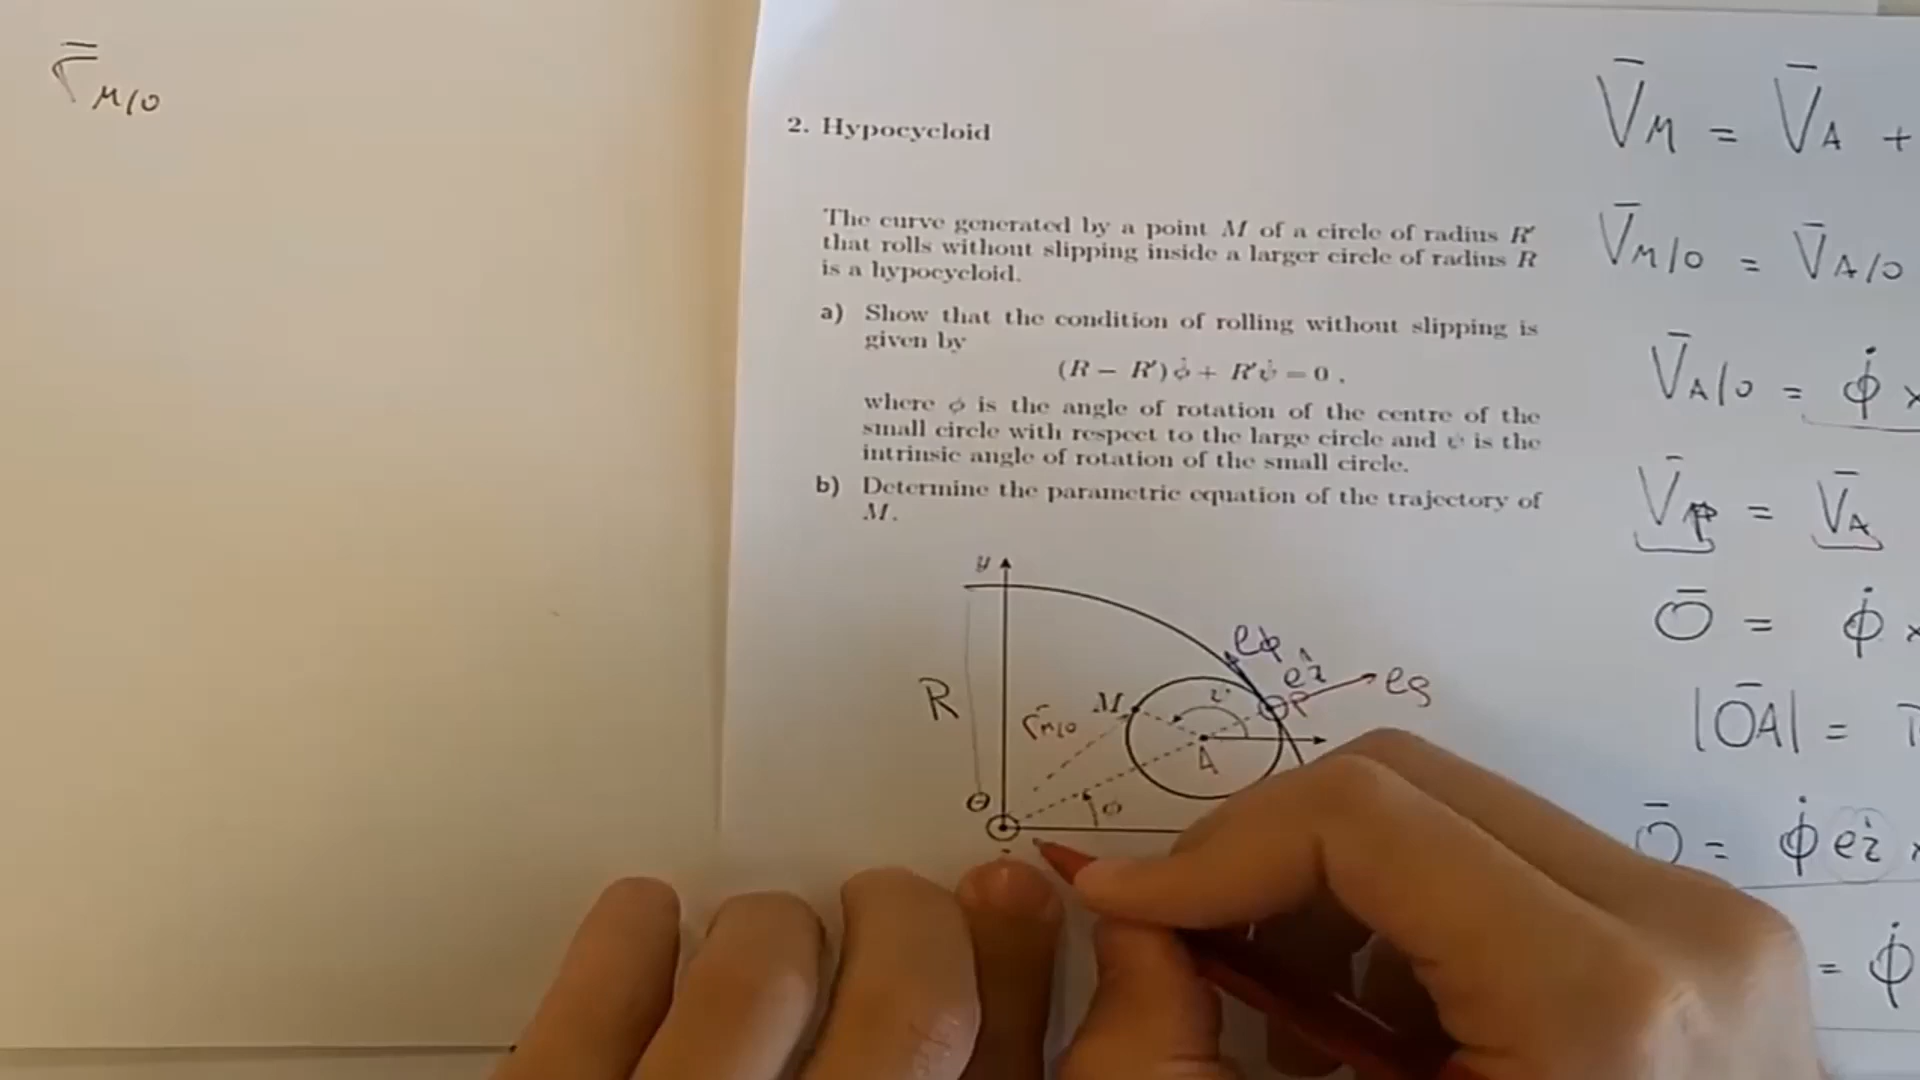 r̄ M/O
2. Hypocycloid
The curve generated by a point M of a circle of radius R′
that rolls without slipping inside a larger circle of radius R
is a hypocycloid.
a) Show that the condition of rolling without slipping is
given by
(R − R′)ϕ̇ + R′ψ̇ = 0 .
where ϕ is the angle of rotation of the centre of the
small circle with respect to the large circle and ψ is the
intrinsic angle of rotation of the small circle.
b) Determine the parametric equation of the trajectory of
M.
y
eϕ
ez
eρ
R
r̄M/O
M
ψ
P
A
O
ϕ
V̄M = V̄A +
V̄M/O = V̄A/O
V̄A/O = ϕ̇ ×
V̄P = V̄A
Ō = ϕ̇ ×
|ŌA| =
Ō = ϕ̇ ez ×
= ϕ̇